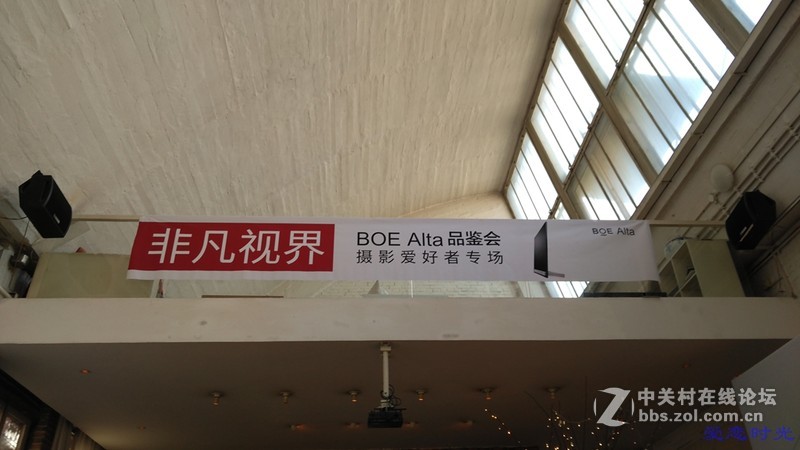 非凡视界
BOE Alta 品鉴会
摄影爱好者专场
BOE Alta
中关村在线论坛
bbs.zol.com.cn